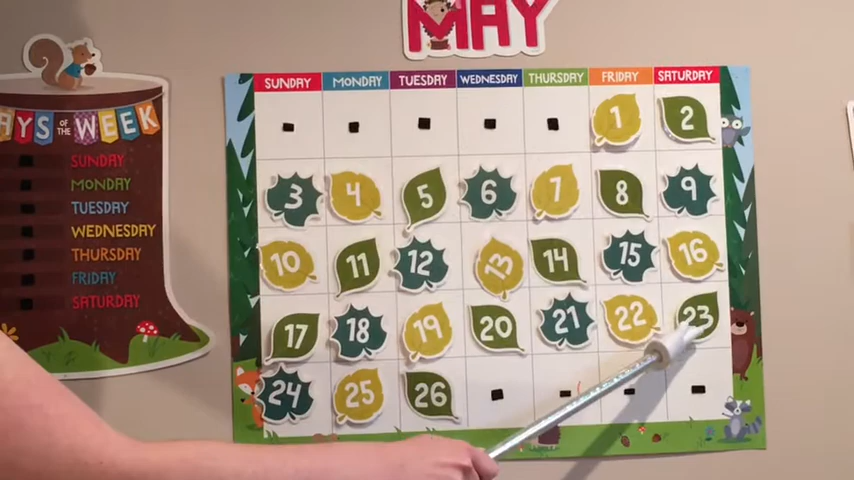 MAY
AYS OF THE WEEK
SUNDAY
MONDAY
TUESDAY
WEDNESDAY
THURSDAY
FRIDAY
SATURDAY
SUNDAY MONDAY TUESDAY WEDNESDAY THURSDAY FRIDAY SATURDAY
1 2
3 4 5 6 7 8 9
10 11 12 13 14 15 16
17 18 19 20 21 22 23
24 25 26